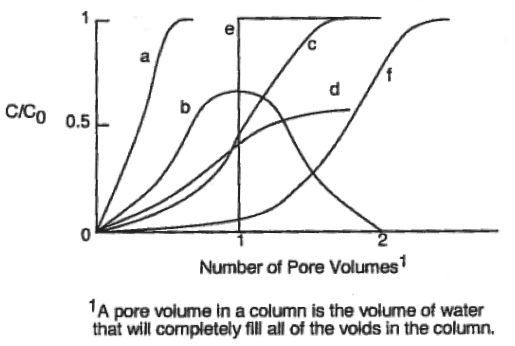 1
e
a
c
f
d
b
C/C0
0.5
0
1
2
Number of Pore Volumes1
1A pore volume in a column is the volume of water
that will completely fill all of the voids in the column.